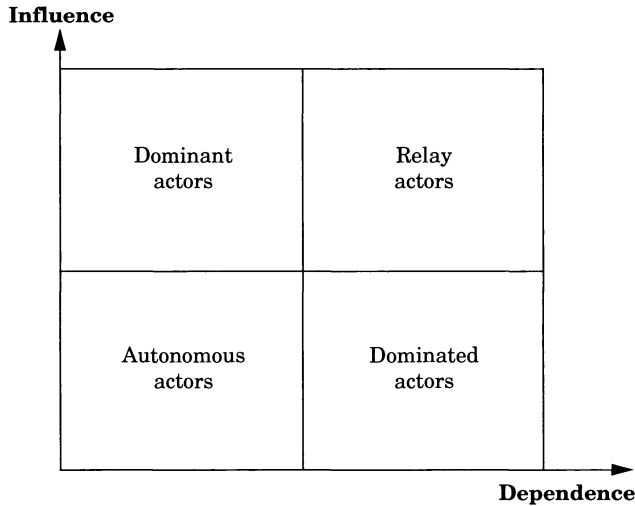 Influence
Dominant
actors
Relay
actors
Autonomous
actors
Dominated
actors
Dependence